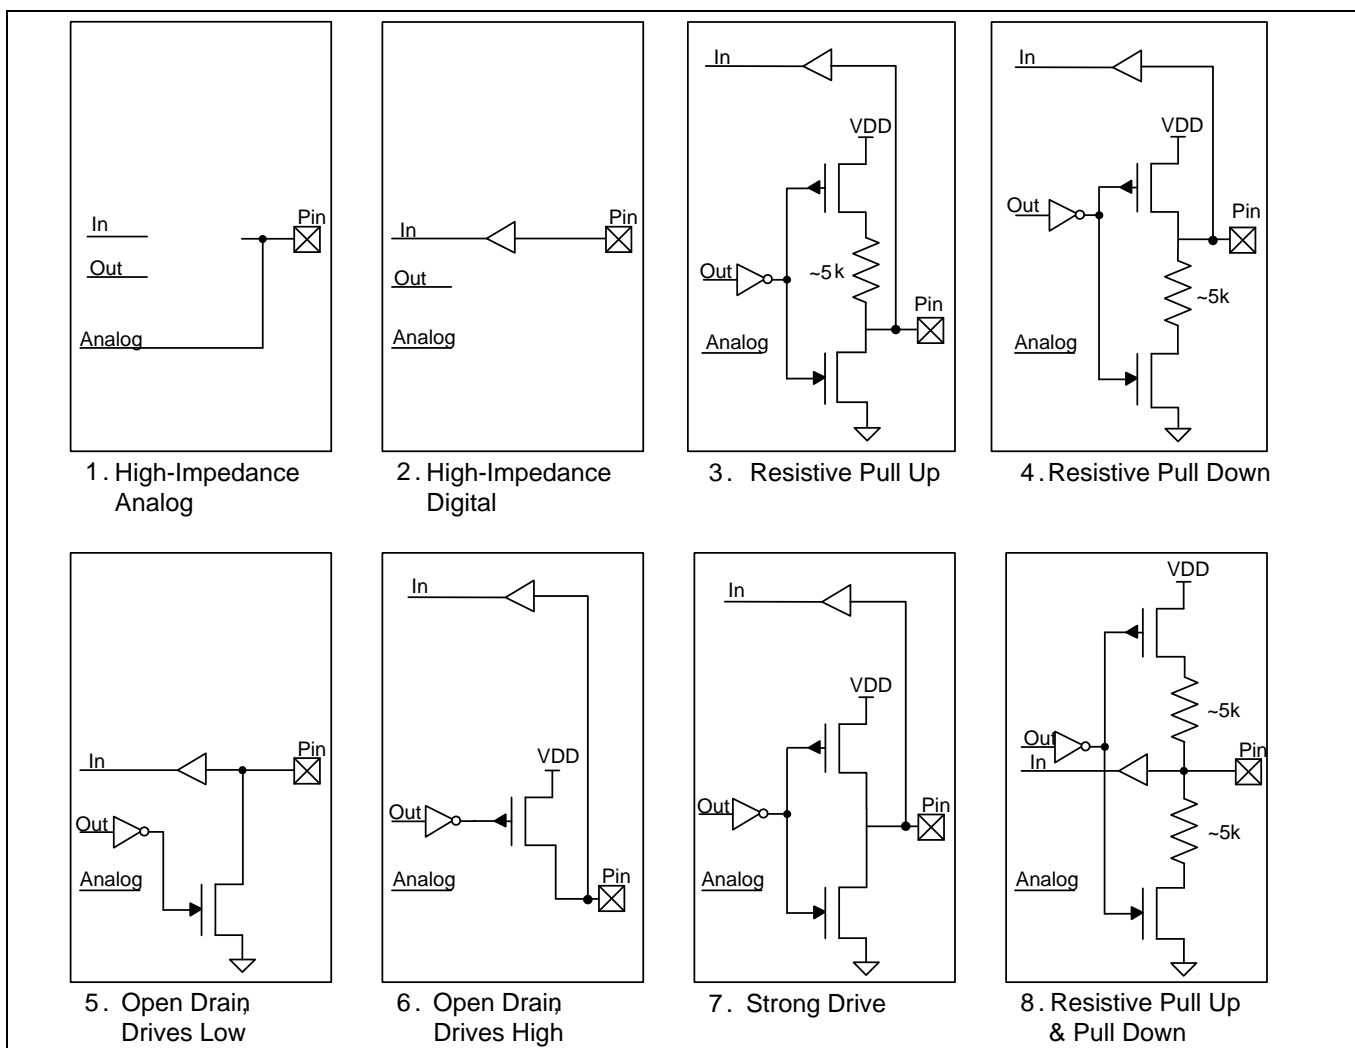 In
Out
Analog
Pin
1. High-Impedance
Analog
In
Out
Analog
Pin
2. High-Impedance
Digital
In
VDD
Out
~5k
Pin
Analog
3. Resistive Pull Up
In
VDD
Out
Pin
~5k
Analog
4. Resistive Pull Down
In
Pin
Out
Analog
5. Open Drain,
Drives Low
In
VDD
Out
Analog
Pin
6. Open Drain,
Drives High
In
VDD
Out
Pin
Analog
7. Strong Drive
VDD
~5k
Out
In
Pin
~5k
Analog
8. Resistive Pull Up
& Pull Down